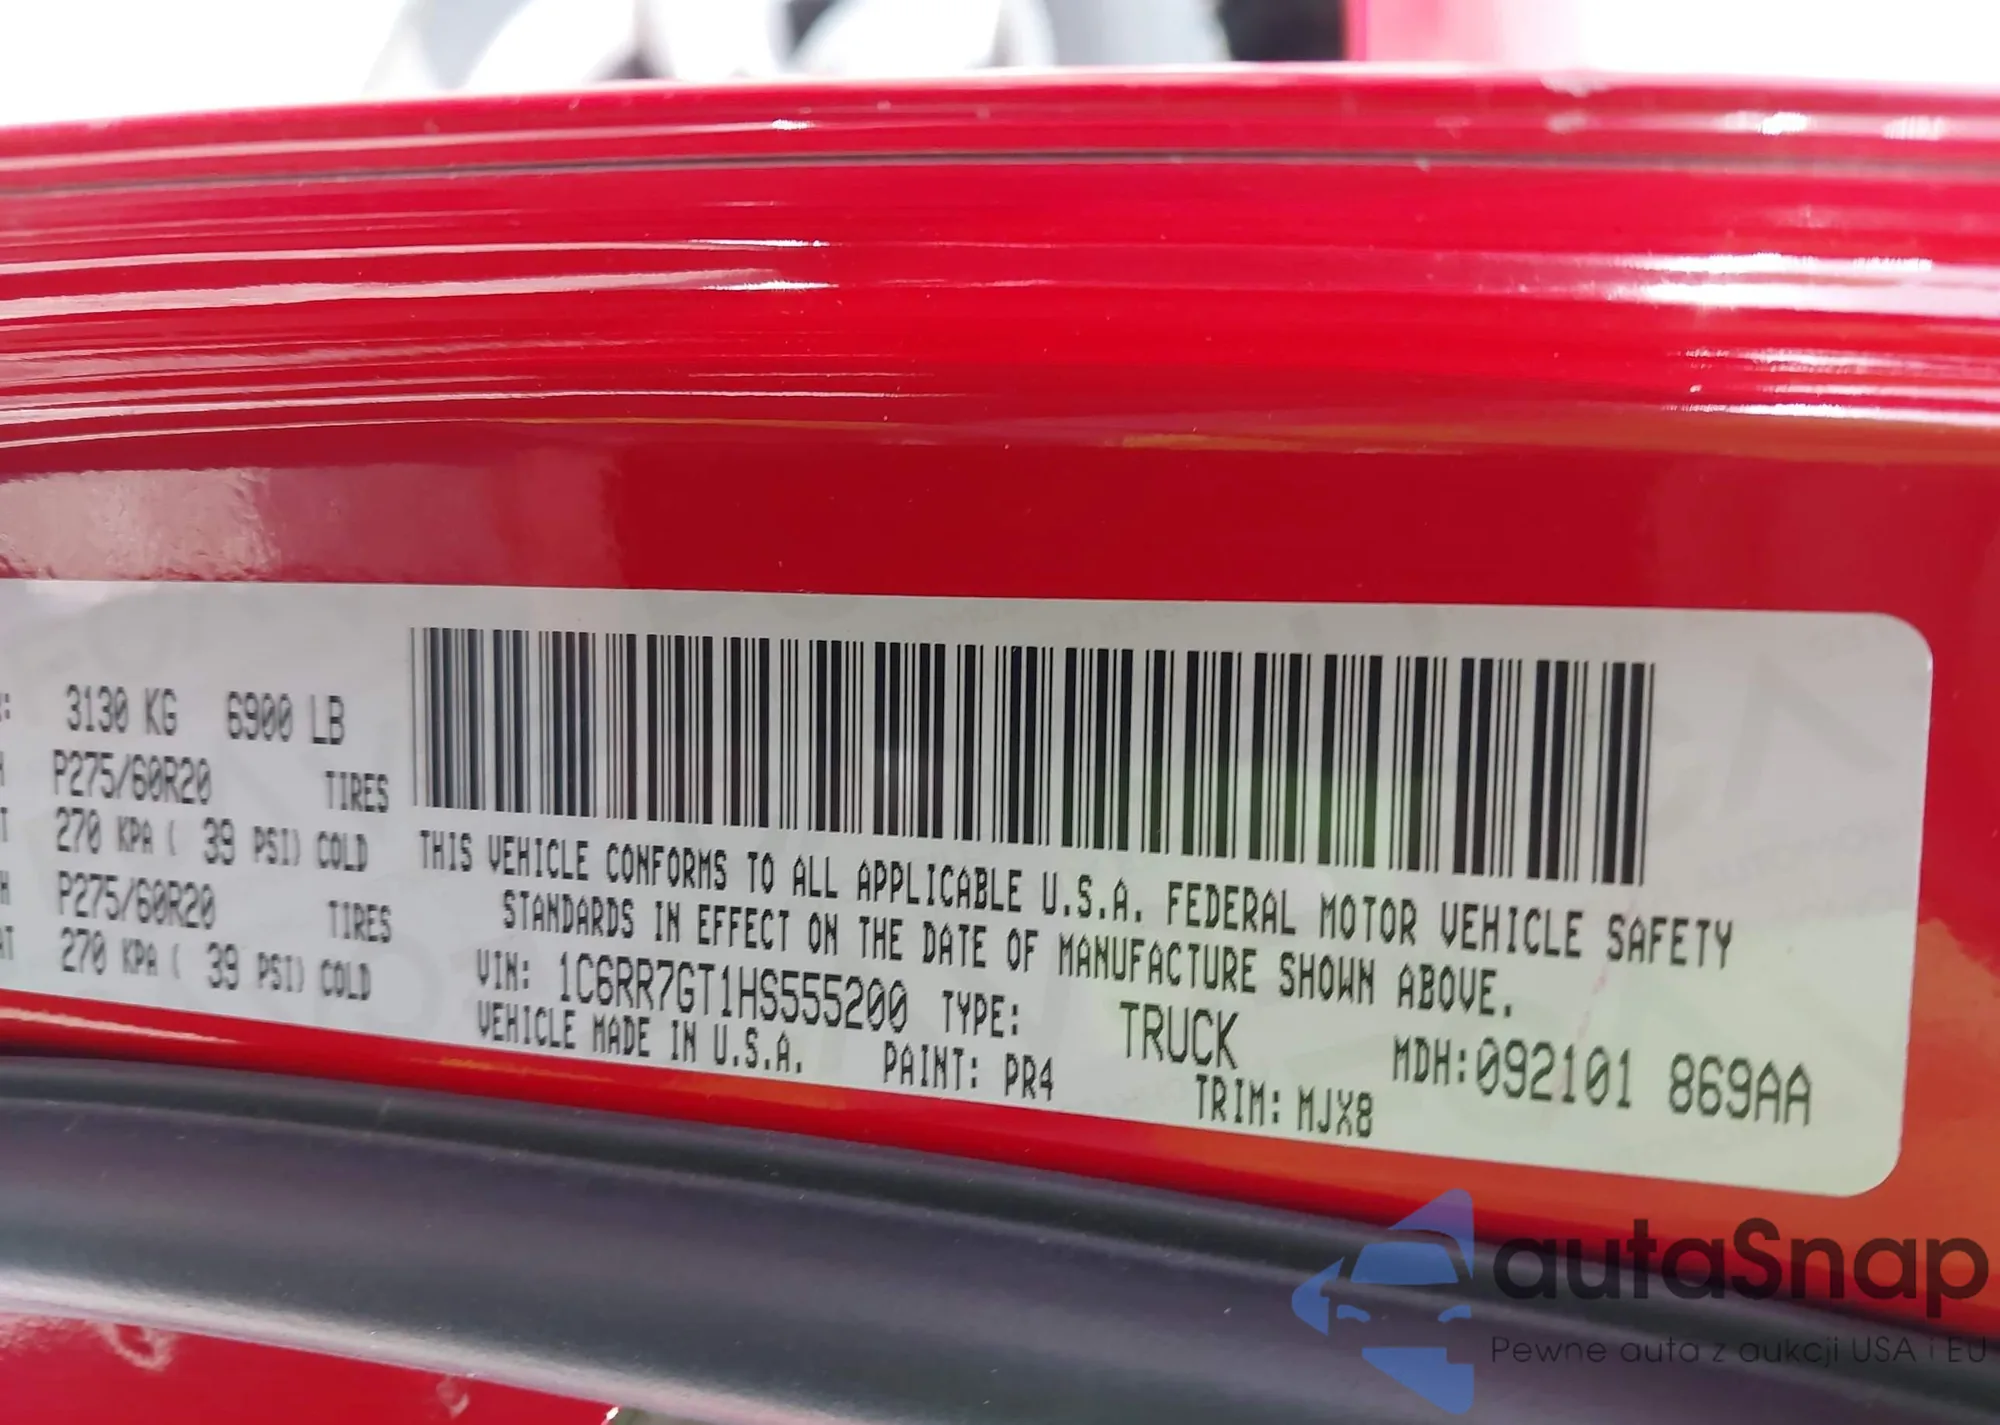 3130 KG 6900 LB
P275/60R20 TIRES
270 KPA ( 39 PSI) COLD
P275/60R20 TIRES
270 KPA ( 39 PSI) COLD
THIS VEHICLE CONFORMS TO ALL APPLICABLE U.S.A. FEDERAL MOTOR VEHICLE SAFETY
STANDARDS IN EFFECT ON THE DATE OF MANUFACTURE SHOWN ABOVE.
VIN: 1C6RR7GT1HS555200 TYPE: TRUCK MDH:092101 869AA
VEHICLE MADE IN U.S.A. PAINT: PR4 TRIM: MJX8
autaSnap
Pewne auta z aukcji USA i EU